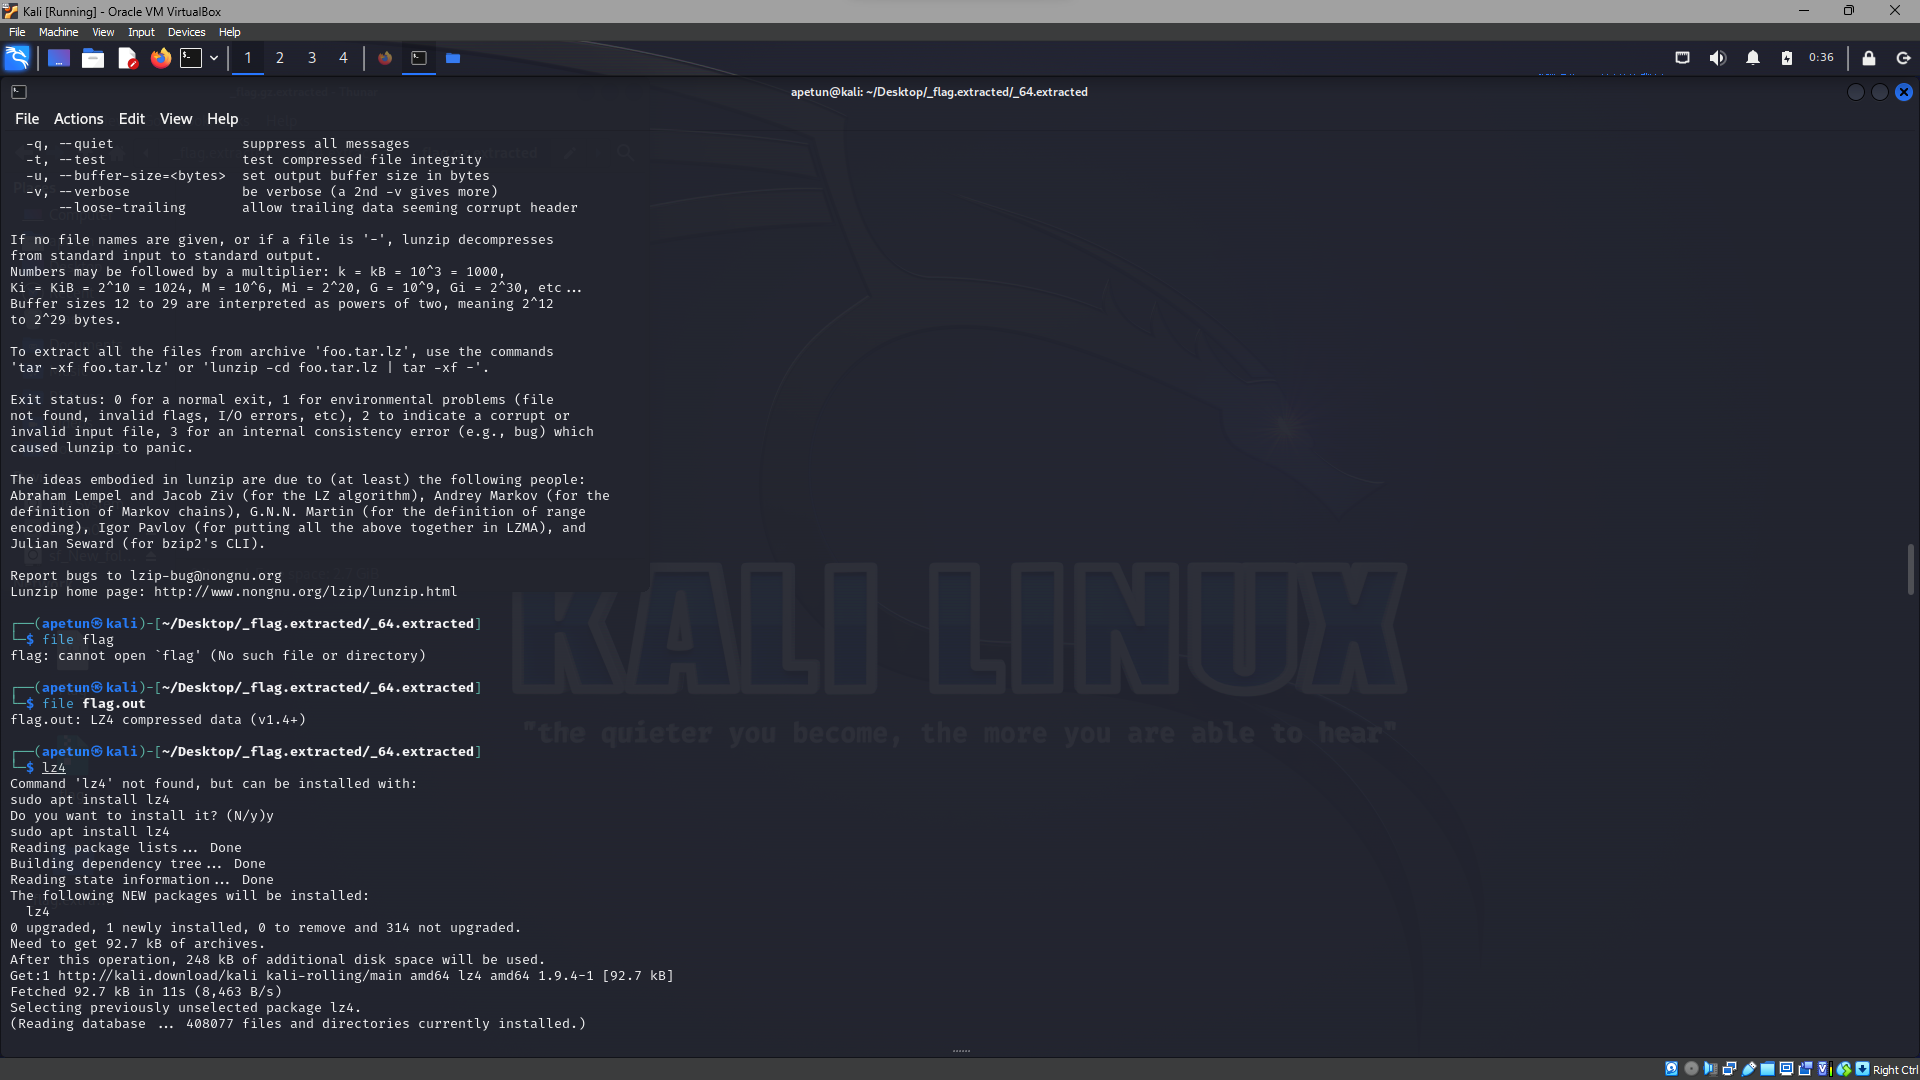 Kali [Running] - Oracle VM VirtualBox
File Machine View Input Devices Help
1 2 3 4
0:36
apetun@kali: ~/Desktop/_flag.extracted/_64.extracted
File Actions Edit View Help
-q, --quiet suppress all messages
-t, --test test compressed file integrity
-u, --buffer-size=<bytes> set output buffer size in bytes
-v, --verbose be verbose (a 2nd -v gives more)
--loose-trailing allow trailing data seeming corrupt header
If no file names are given, or if a file is '-', lunzip decompresses
from standard input to standard output.
Numbers may be followed by a multiplier: k = kB = 10^3 = 1000,
Ki = KiB = 2^10 = 1024, M = 10^6, Mi = 2^20, G = 10^9, Gi = 2^30, etc...
Buffer sizes 12 to 29 are interpreted as powers of two, meaning 2^12
to 2^29 bytes.
To extract all the files from archive 'foo.tar.lz', use the commands
'tar -xf foo.tar.lz' or 'lunzip -cd foo.tar.lz | tar -xf -'.
Exit status: 0 for a normal exit, 1 for environmental problems (file
not found, invalid flags, I/O errors, etc), 2 to indicate a corrupt or
invalid input file, 3 for an internal consistency error (e.g., bug) which
caused lunzip to panic.
The ideas embodied in lunzip are due to (at least) the following people:
Abraham Lempel and Jacob Ziv (for the LZ algorithm), Andrey Markov (for the
definition of Markov chains), G.N.N. Martin (for the definition of range
encoding), Igor Pavlov (for putting all the above together in LZMA), and
Julian Seward (for bzip2's CLI).
Report bugs to lzip-bug@nongnu.org
Lunzip home page: http://www.nongnu.org/lzip/lunzip.html
┌──(apetun㉿kali)-[~/Desktop/_flag.extracted/_64.extracted]
└─$ file flag
flag: cannot open `flag' (No such file or directory)
┌──(apetun㉿kali)-[~/Desktop/_flag.extracted/_64.extracted]
└─$ file flag.out
flag.out: LZ4 compressed data (v1.4+)
┌──(apetun㉿kali)-[~/Desktop/_flag.extracted/_64.extracted]
└─$ lz4
Command 'lz4' not found, but can be installed with:
sudo apt install lz4
Do you want to install it? (N/y)y
sudo apt install lz4
Reading package lists... Done
Building dependency tree... Done
Reading state information... Done
The following NEW packages will be installed:
lz4
0 upgraded, 1 newly installed, 0 to remove and 314 not upgraded.
Need to get 92.7 kB of archives.
After this operation, 248 kB of additional disk space will be used.
Get:1 http://kali.download/kali kali-rolling/main amd64 lz4 amd64 1.9.4-1 [92.7 kB]
Fetched 92.7 kB in 11s (8,463 B/s)
Selecting previously unselected package lz4.
(Reading database ... 408077 files and directories currently installed.)
KALI LINUX
"the quieter you become, the more you are able to hear"
Right Ctrl